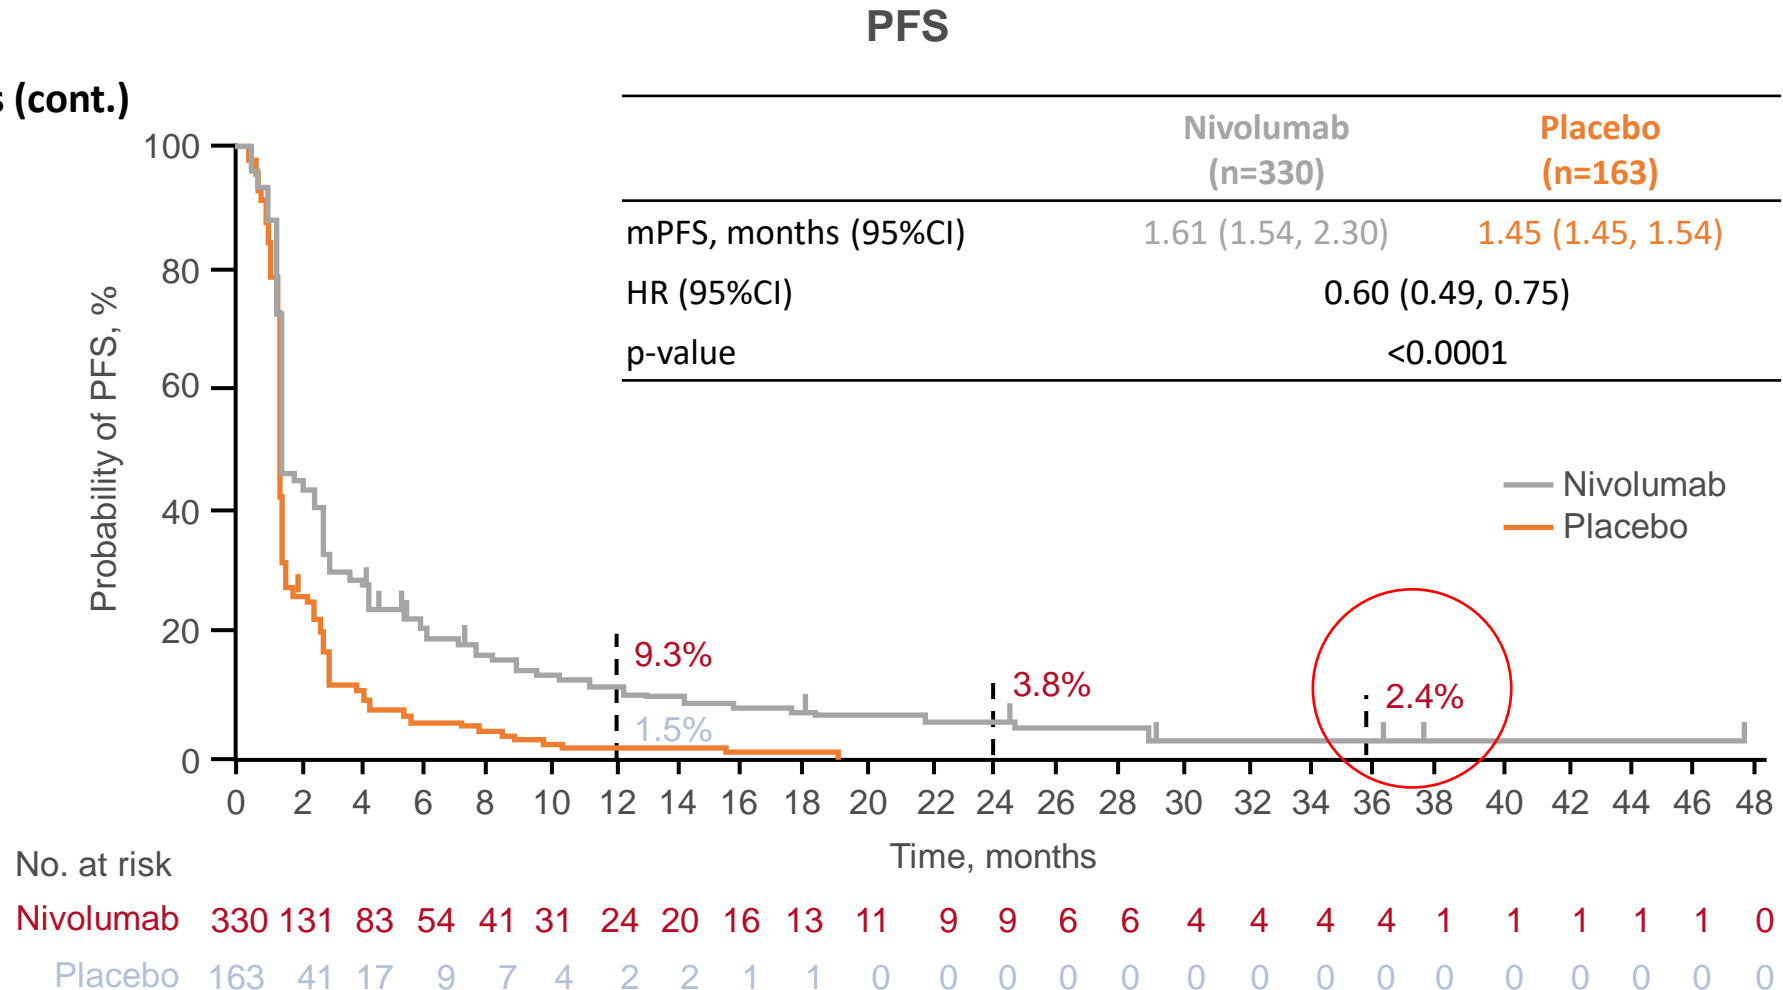 PFS
s (cont.)
Nivolumab
(n=330)
Placebo
(n=163)
mPFS, months (95%CI) 1.61 (1.54, 2.30) 1.45 (1.45, 1.54)
HR (95%CI) 0.60 (0.49, 0.75)
p-value <0.0001
Probability of PFS, %
100
80
60
40
20
0
Nivolumab
Placebo
9.3%
1.5%
3.8%
2.4%
0 2 4 6 8 10 12 14 16 18 20 22 24 26 28 30 32 34 36 38 40 42 44 46 48
Time, months
No. at risk
Nivolumab 330 131 83 54 41 31 24 20 16 13 11 9 9 6 6 4 4 4 4 1 1 1 1 1 0
Placebo 163 41 17 9 7 4 2 2 1 1 0 0 0 0 0 0 0 0 0 0 0 0 0 0 0